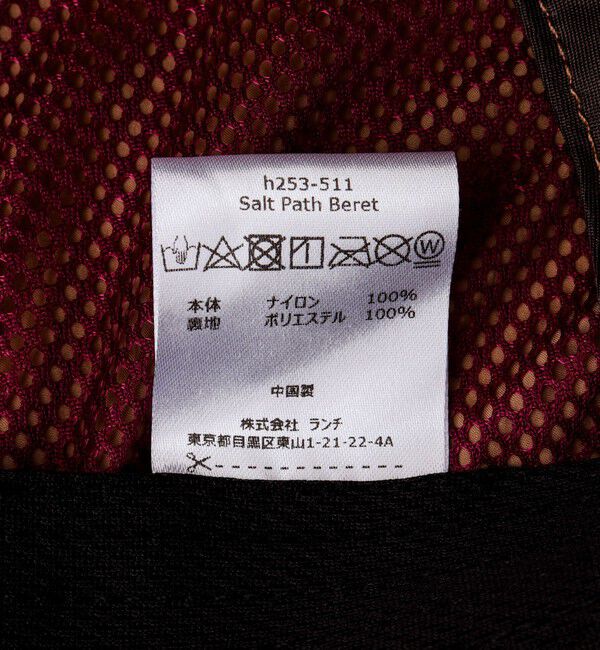 h253-511
Salt Path Beret
W
本体 ナイロン 100%
裏地 ポリエステル 100%
中国製
株式会社 ランチ
東京都目黒区東山1-21-22-4A